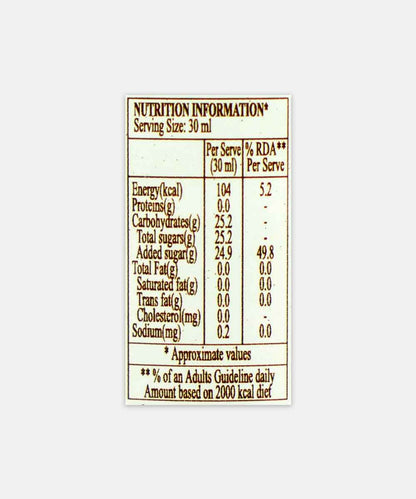 NUTRITION INFORMATION*
Serving Size: 30 ml
Per Serve (30 ml) % RDA** Per Serve
Energy(kcal) 104 5.2
Proteins(g) 0.0 -
Carbohydrates(g) 25.2 -
Total sugars(g) 25.2 -
Added sugar(g) 24.9 49.8
Total Fat(g) 0.0 0.0
Saturated fat(g) 0.0 0.0
Trans fat(g) 0.0 0.0
Cholesterol(mg) 0.0 -
Sodium(mg) 0.2 0.0
* Approximate values
** % of an Adults Guideline daily
Amount based on 2000 kcal diet